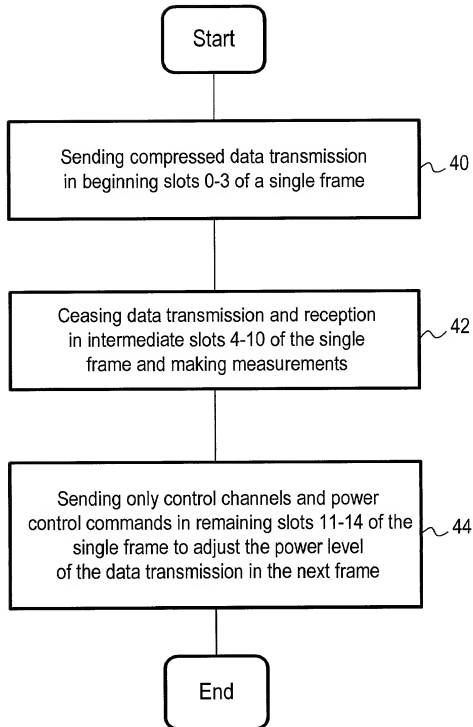 Start
Sending compressed data transmission
in beginning slots 0-3 of a single frame
40
Ceasing data transmission and reception
in intermediate slots 4-10 of the single
frame and making measurements
42
Sending only control channels and power
control commands in remaining slots 11-14 of the
single frame to adjust the power level
of the data transmission in the next frame
44
End